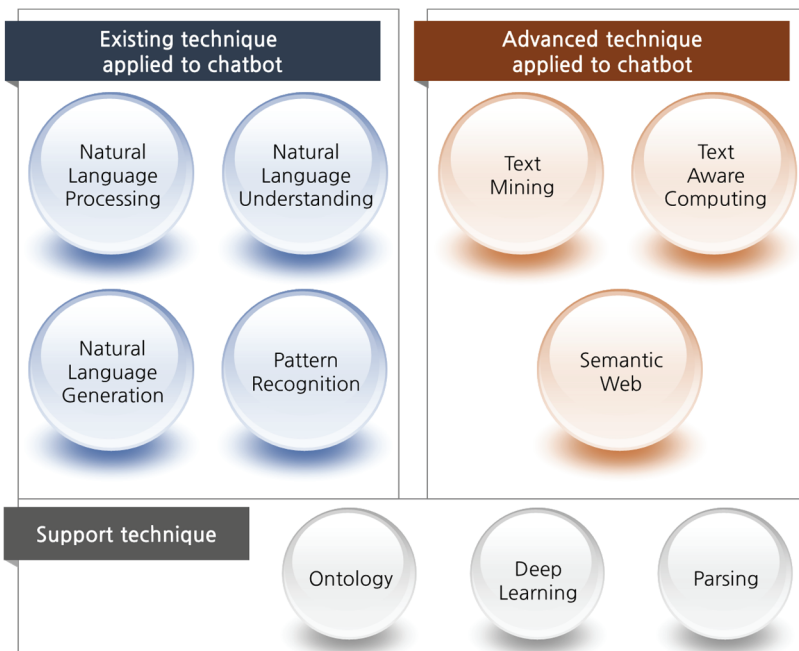 Existing technique
applied to chatbot
Advanced technique
applied to chatbot
Natural
Language
Processing
Natural
Language
Understanding
Text
Mining
Text
Aware
Computing
Natural
Language
Generation
Pattern
Recognition
Semantic
Web
Support technique
Ontology
Deep
Learning
Parsing